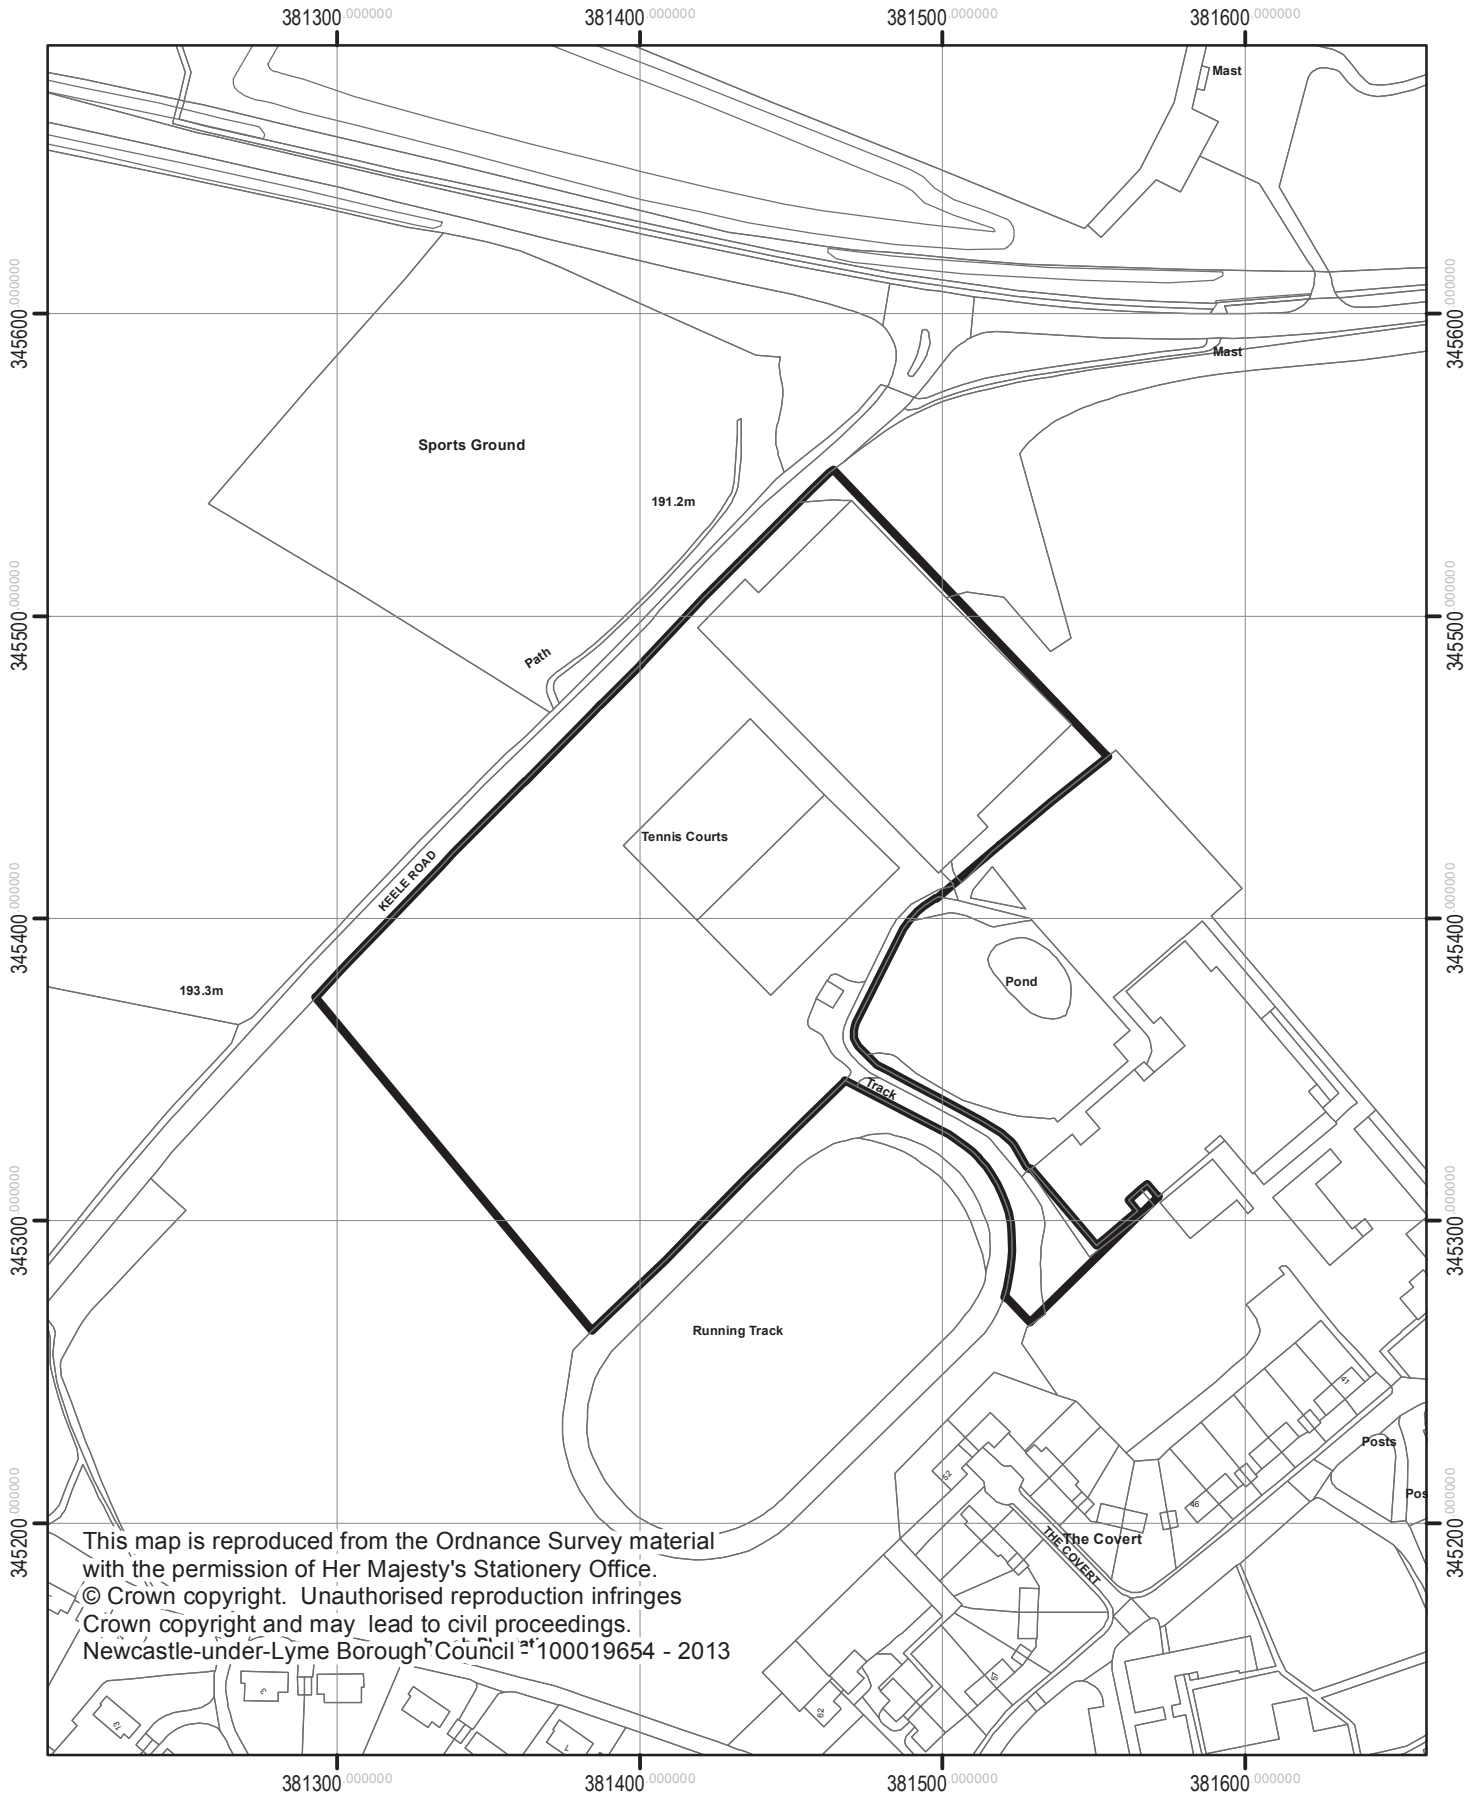 381300.000000 381400.000000 381500.000000 381600.000000
Mast
345600.000000
345600.000000
Mast
Sports Ground
191.2m
345500.000000
345500.000000
Path
Tennis Courts
KEELE ROAD
345400.000000
345400.000000
Pond
193.3m
Track
345300.000000
345300.000000
Running Track
41
Posts
52
46
Pos
345200.000000
345200.000000
The Covert
THE COVERT
This map is reproduced from the Ordnance Survey material
with the permission of Her Majesty's Stationery Office.
© Crown copyright. Unauthorised reproduction infringes
Crown copyright and may lead to civil proceedings.
Newcastle-under-Lyme Borough Council - 100019654 - 2013
57
3
62
13
1
381300.000000 381400.000000 381500.000000 381600.000000